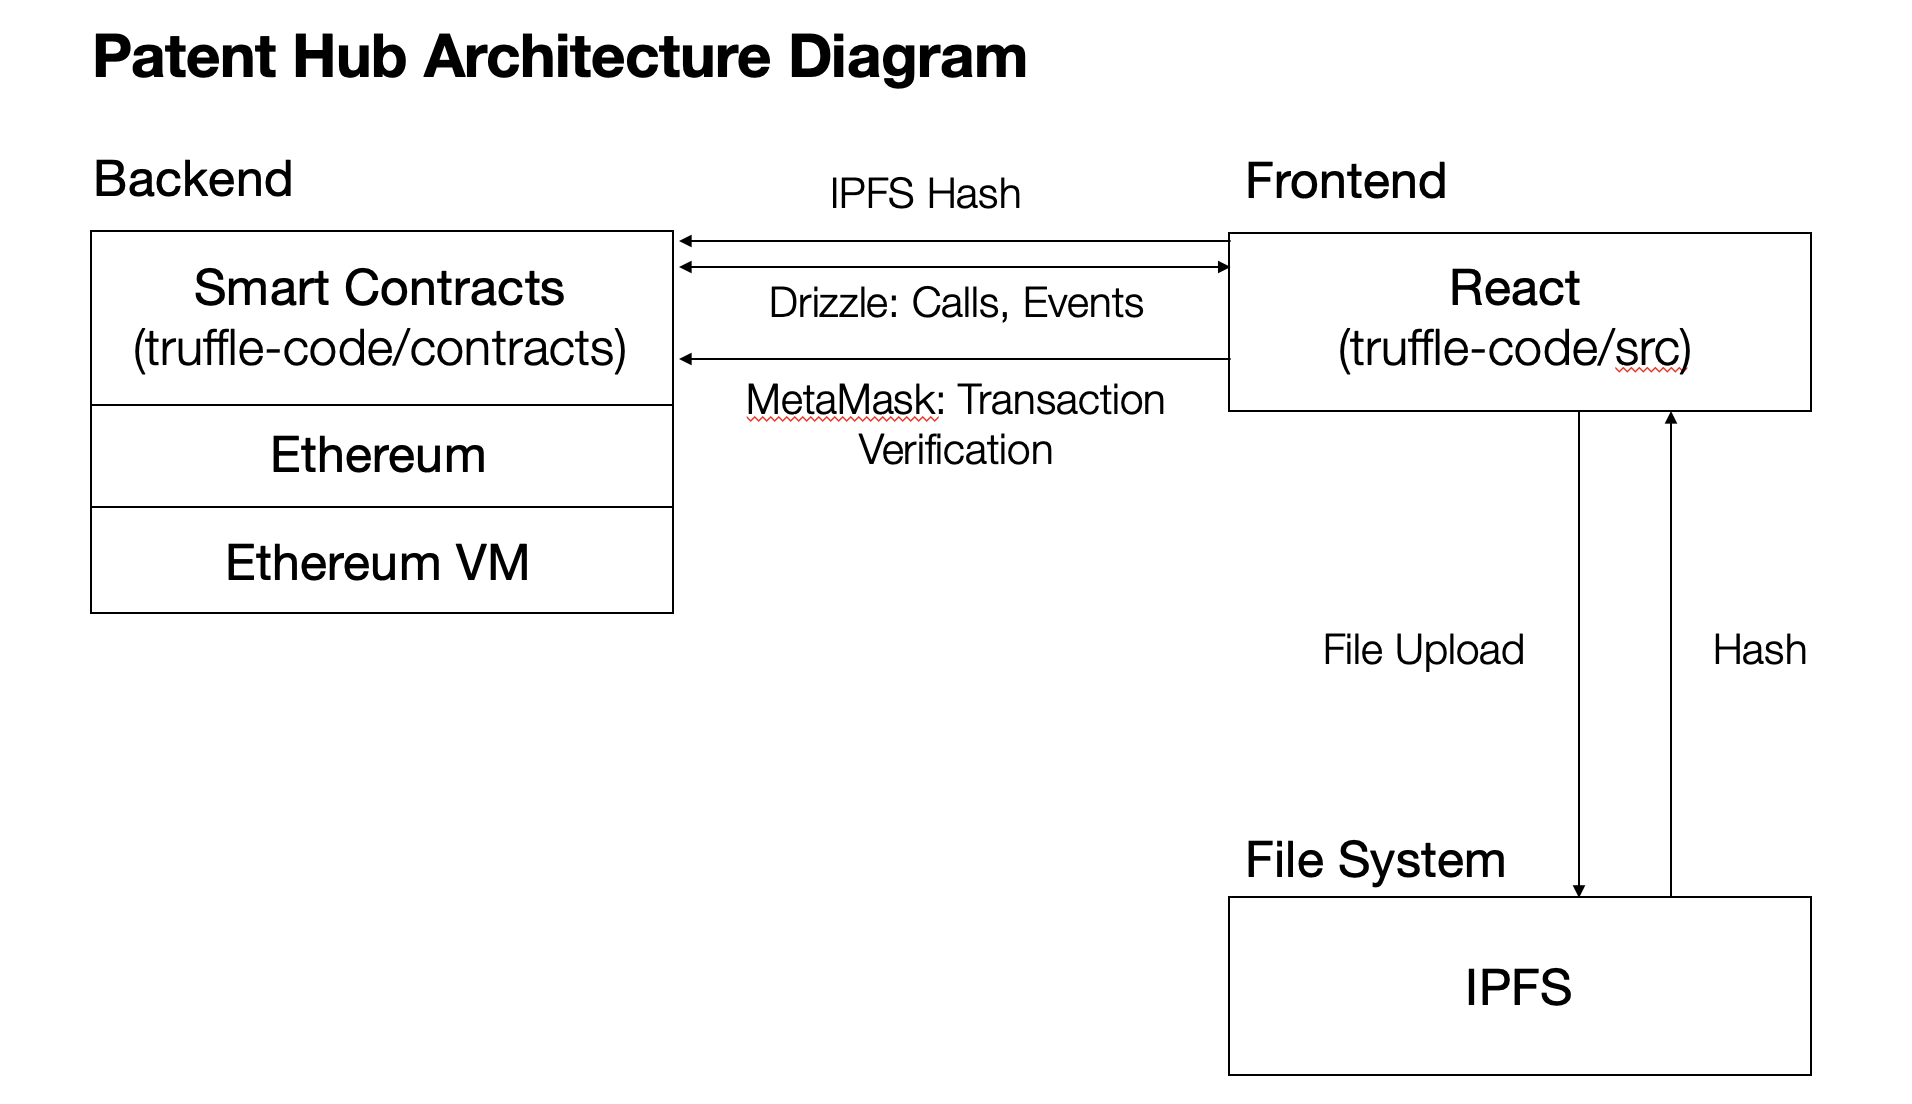 Patent Hub Architecture Diagram
Backend
IPFS Hash
Frontend
Smart Contracts
(truffle-code/contracts)
Drizzle: Calls, Events
React
(truffle-code/src)
MetaMask: Transaction
Verification
Ethereum
Ethereum VM
File Upload
Hash
File System
IPFS